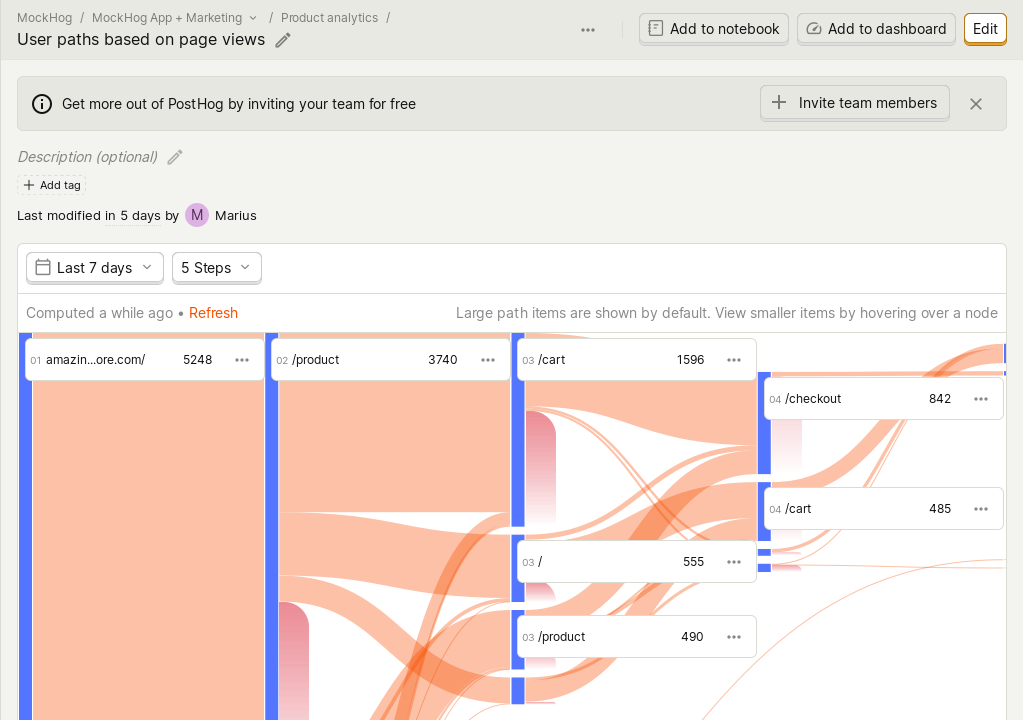 MockHog / MockHog App + Marketing / Product analytics /
User paths based on page views
Add to notebook
Add to dashboard
Edit
Get more out of PostHog by inviting your team for free
Invite team members
Description (optional)
Add tag
Last modified in 5 days by M Marius
Last 7 days
5 Steps
Computed a while ago • Refresh
Large path items are shown by default. View smaller items by hovering over a node
01 amazin...ore.com/ 5248
02 /product 3740
03 /cart 1596
04 /checkout 842
04 /cart 485
03 / 555
03 /product 490